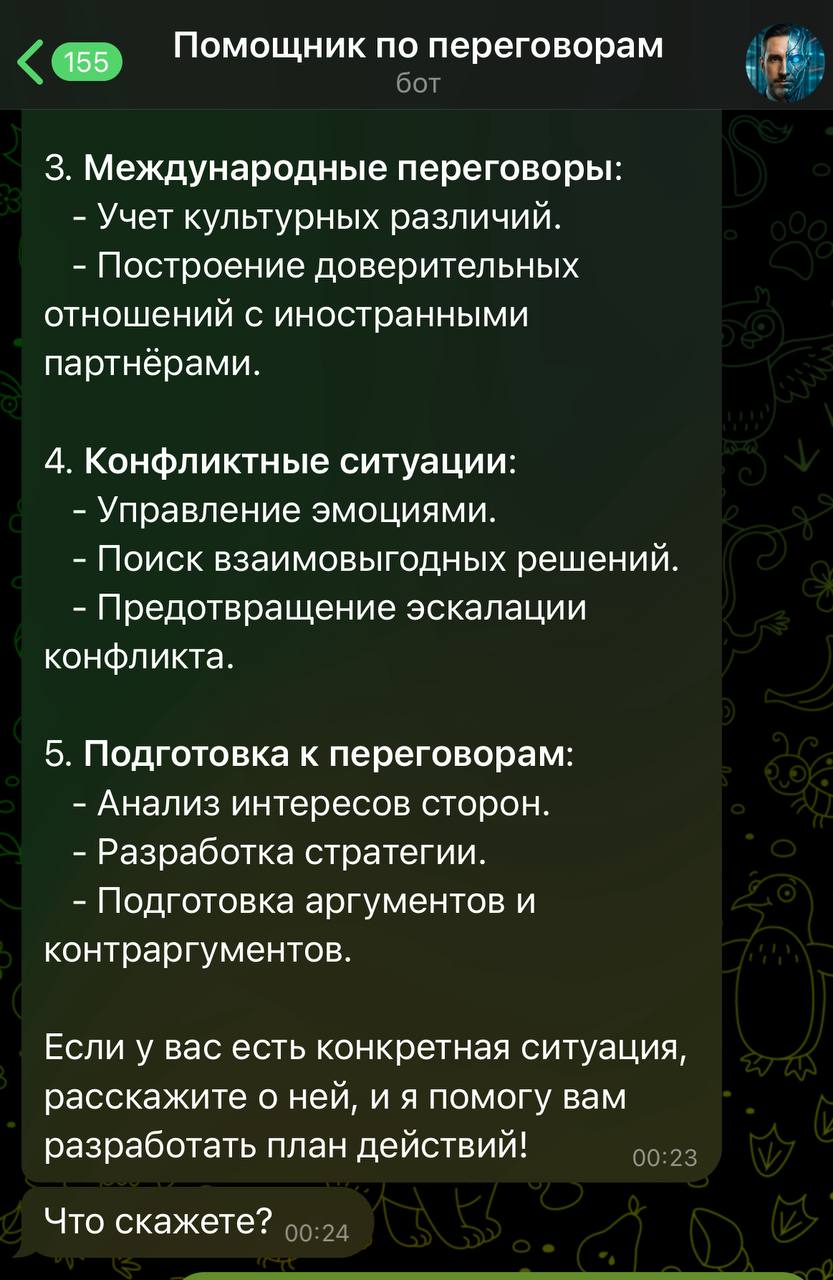 155
Помощник по переговорам
бот
3. Международные переговоры:
- Учет культурных различий.
- Построение доверительных
отношений с иностранными
партнёрами.
4. Конфликтные ситуации:
- Управление эмоциями.
- Поиск взаимовыгодных решений.
- Предотвращение эскалации
конфликта.
5. Подготовка к переговорам:
- Анализ интересов сторон.
- Разработка стратегии.
- Подготовка аргументов и
контраргументов.
Если у вас есть конкретная ситуация,
расскажите о ней, и я помогу вам
разработать план действий!
00:23
Что скажете? 00:24